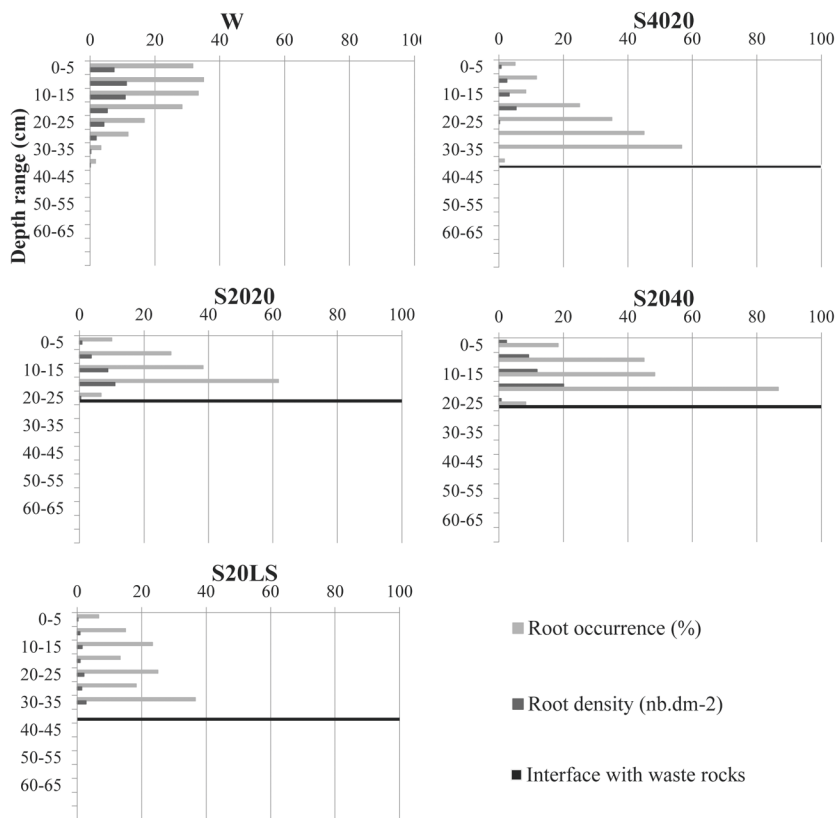 W
0 20 40 60 80 10
Depth range (cm)
0-5
10-15
20-25
30-35
40-45
50-55
60-65
S4020
0 20 40 60 80 100
0-5
10-15
20-25
30-35
40-45
50-55
60-65
S2020
0 20 40 60 80 100
0-5
10-15
20-25
30-35
40-45
50-55
60-65
S2040
0 20 40 60 80 100
0-5
10-15
20-25
30-35
40-45
50-55
60-65
S20LS
0 20 40 60 80 100
0-5
10-15
20-25
30-35
40-45
50-55
60-65
Root occurrence (%)
Root density (nb.dm-2)
Interface with waste rocks